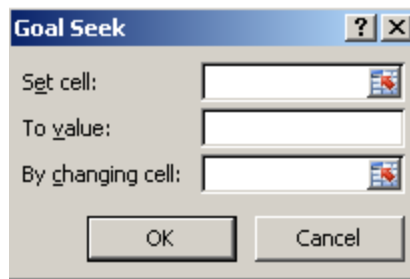 Goal Seek ? X
Set cell:
To value:
By changing cell:
OK Cancel